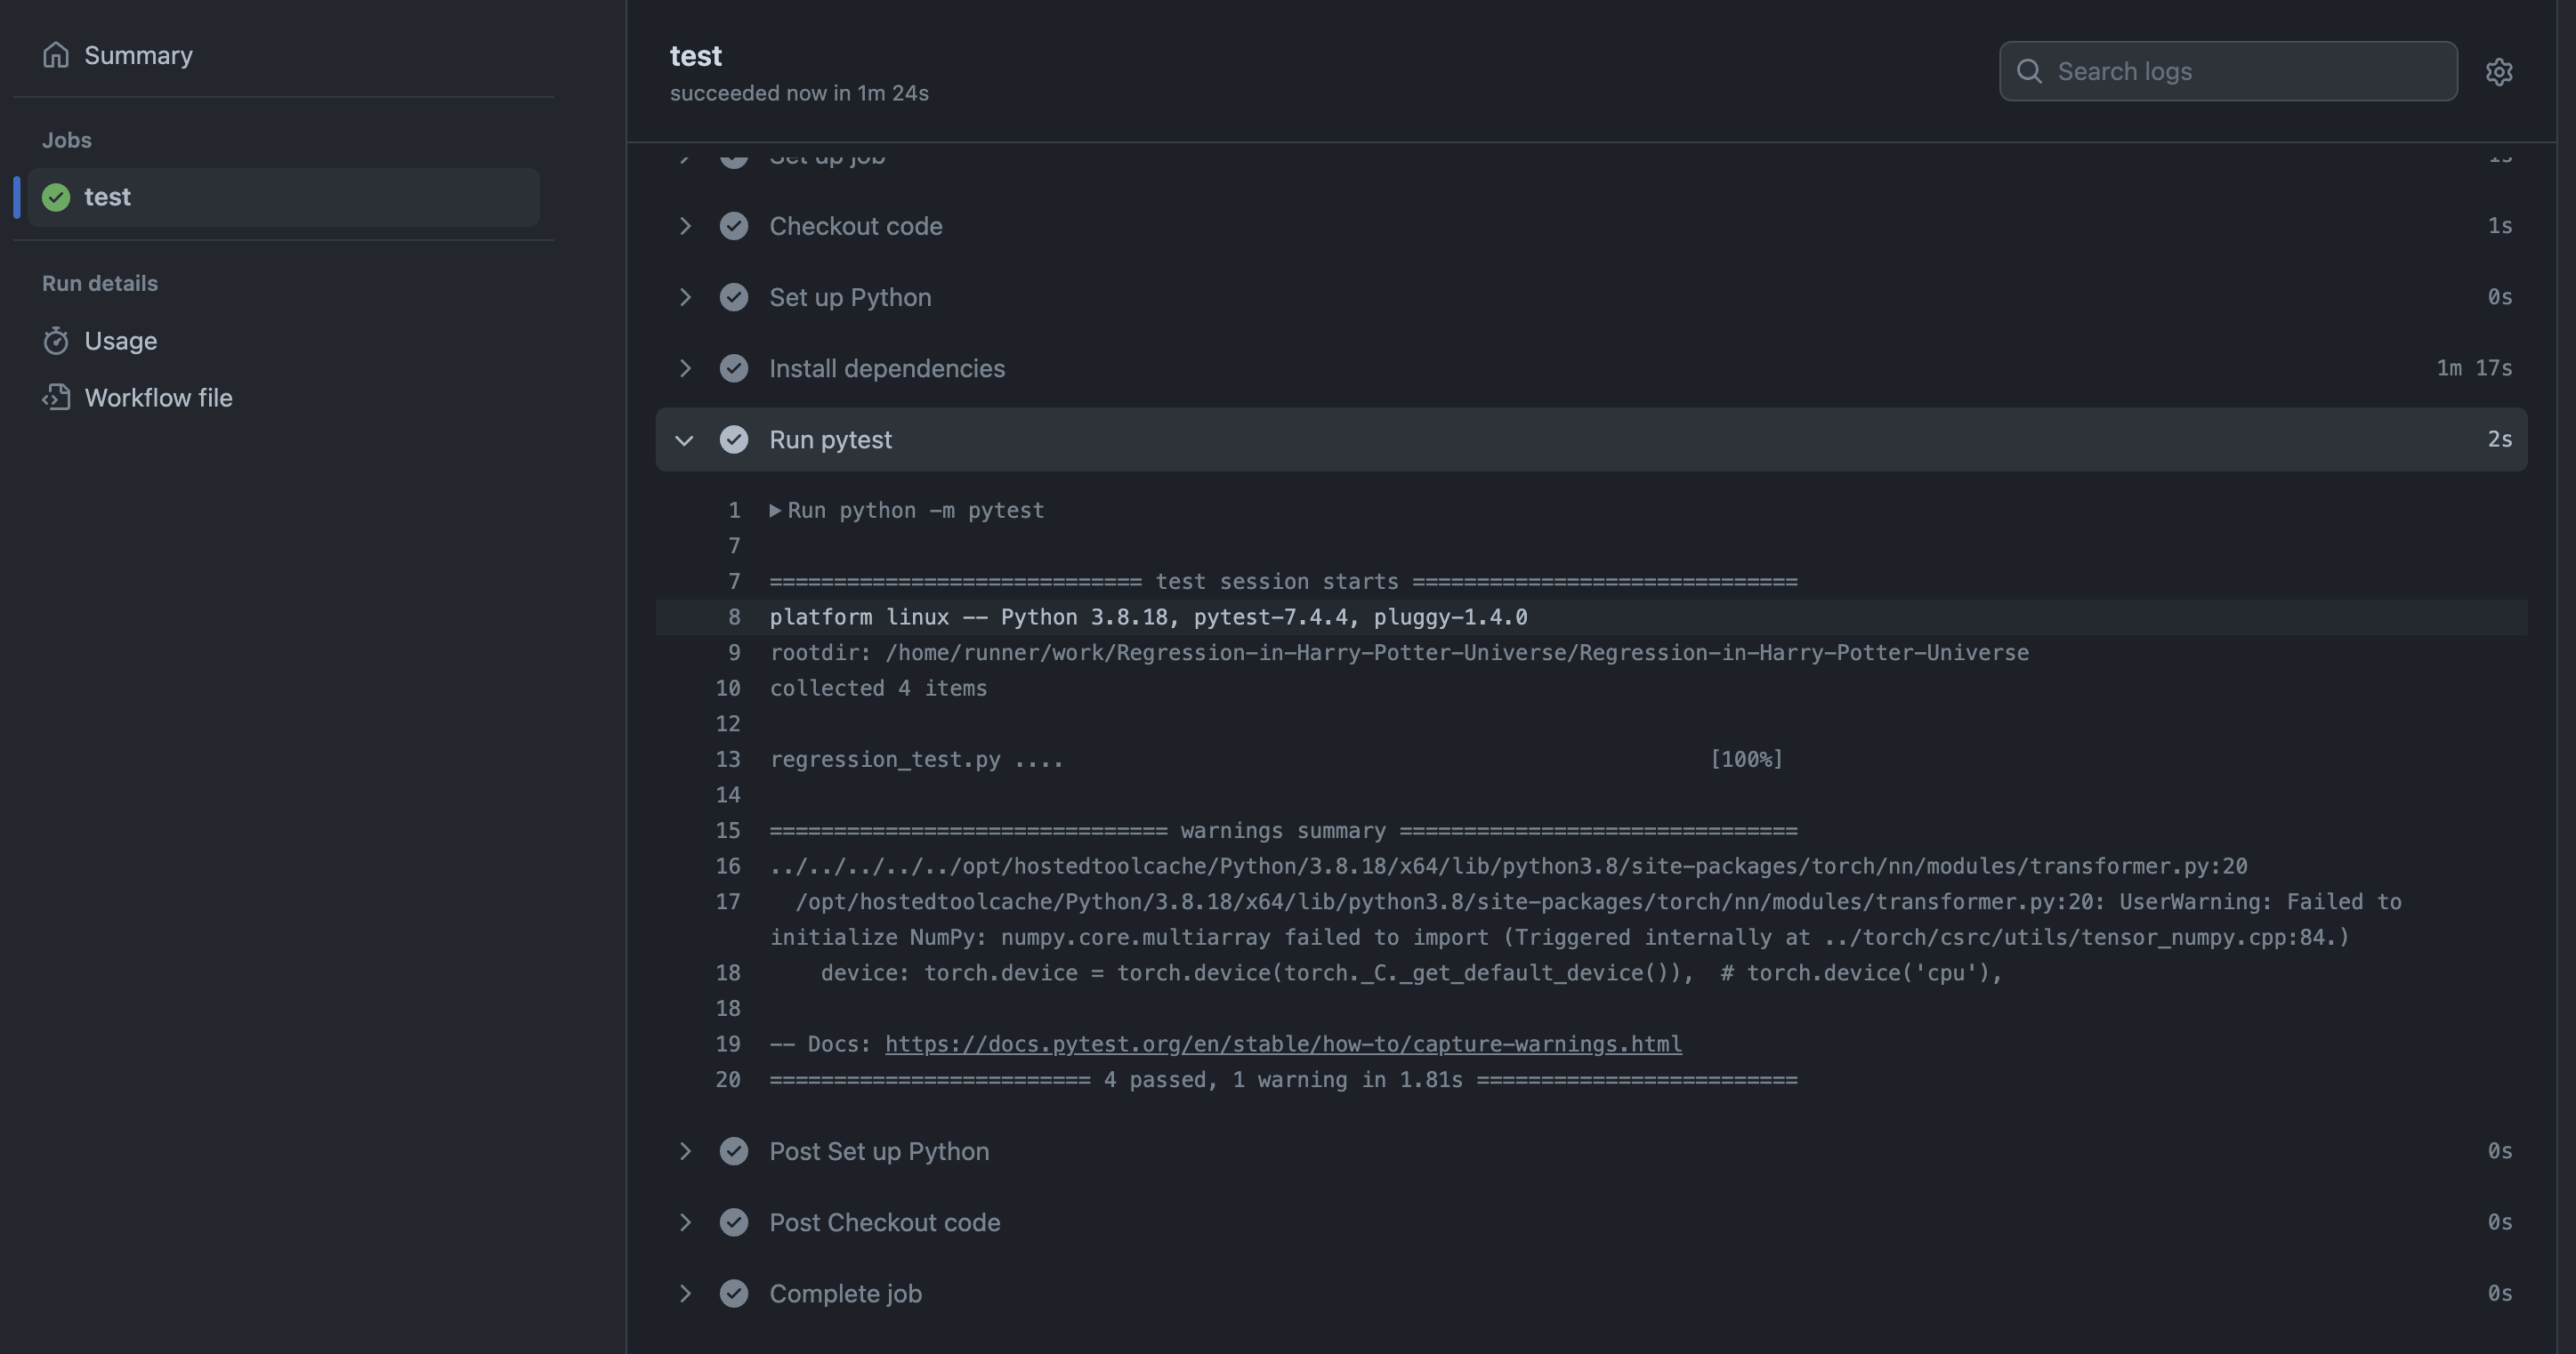 Summary
Jobs
test
Run details
Usage
Workflow file
test
succeeded now in 1m 24s
Search logs
Set up job 1s
Checkout code 1s
Set up Python 0s
Install dependencies 1m 17s
Run pytest 2s
1 Run python -m pytest
7
7 ============================= test session starts ==============================
8 platform linux -- Python 3.8.18, pytest-7.4.4, pluggy-1.4.0
9 rootdir: /home/runner/work/Regression-in-Harry-Potter-Universe/Regression-in-Harry-Potter-Universe
10 collected 4 items
12
13 regression_test.py .... [100%]
14
15 =============================== warnings summary ===============================
16 ../../../../../opt/hostedtoolcache/Python/3.8.18/x64/lib/python3.8/site-packages/torch/nn/modules/transformer.py:20
17 /opt/hostedtoolcache/Python/3.8.18/x64/lib/python3.8/site-packages/torch/nn/modules/transformer.py:20: UserWarning: Failed to
initialize NumPy: numpy.core.multiarray failed to import (Triggered internally at ../torch/csrc/utils/tensor_numpy.cpp:84.)
18 device: torch.device = torch.device(torch._C._get_default_device()), # torch.device('cpu'),
18
19 -- Docs: https://docs.pytest.org/en/stable/how-to/capture-warnings.html
20 ========================= 4 passed, 1 warning in 1.81s =========================
Post Set up Python 0s
Post Checkout code 0s
Complete job 0s